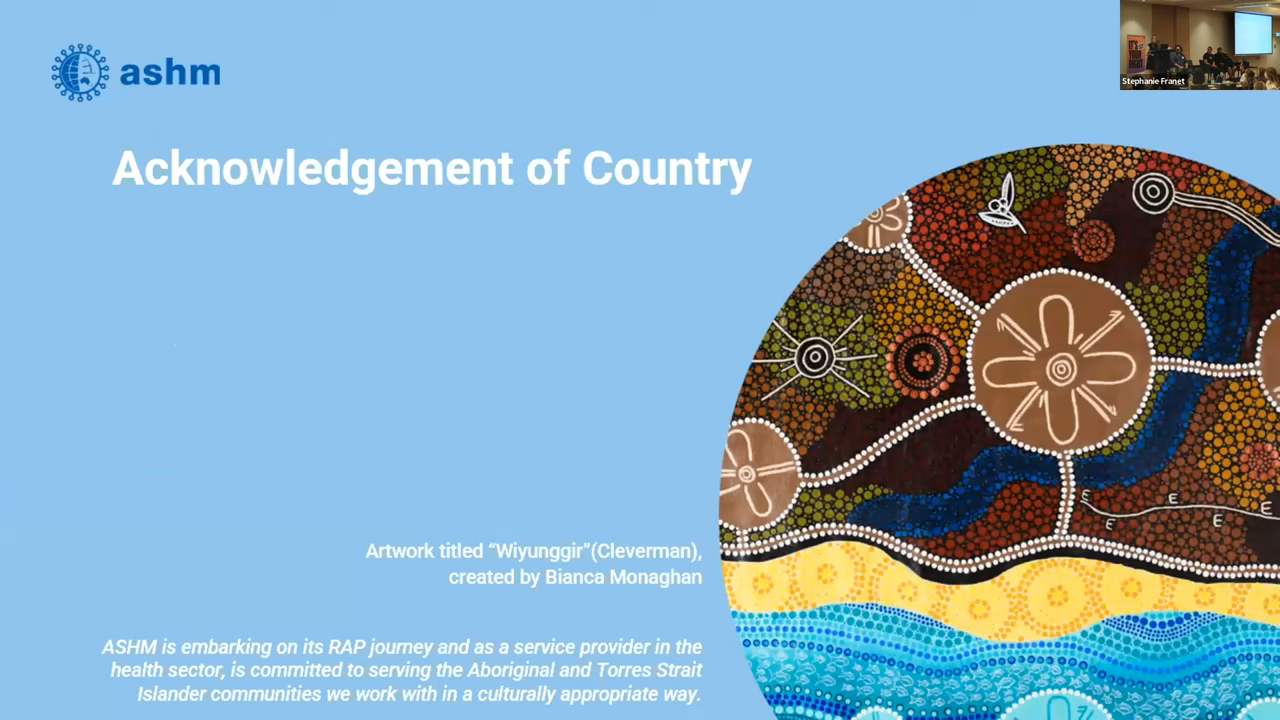 ashm
Stephanie Franet
Acknowledgement of Country
Artwork titled “Wiyunggir”(Cleverman),
created by Bianca Monaghan
ASHM is embarking on its RAP journey and as a service provider in the
health sector, is committed to serving the Aboriginal and Torres Strait
Islander communities we work with in a culturally appropriate way.